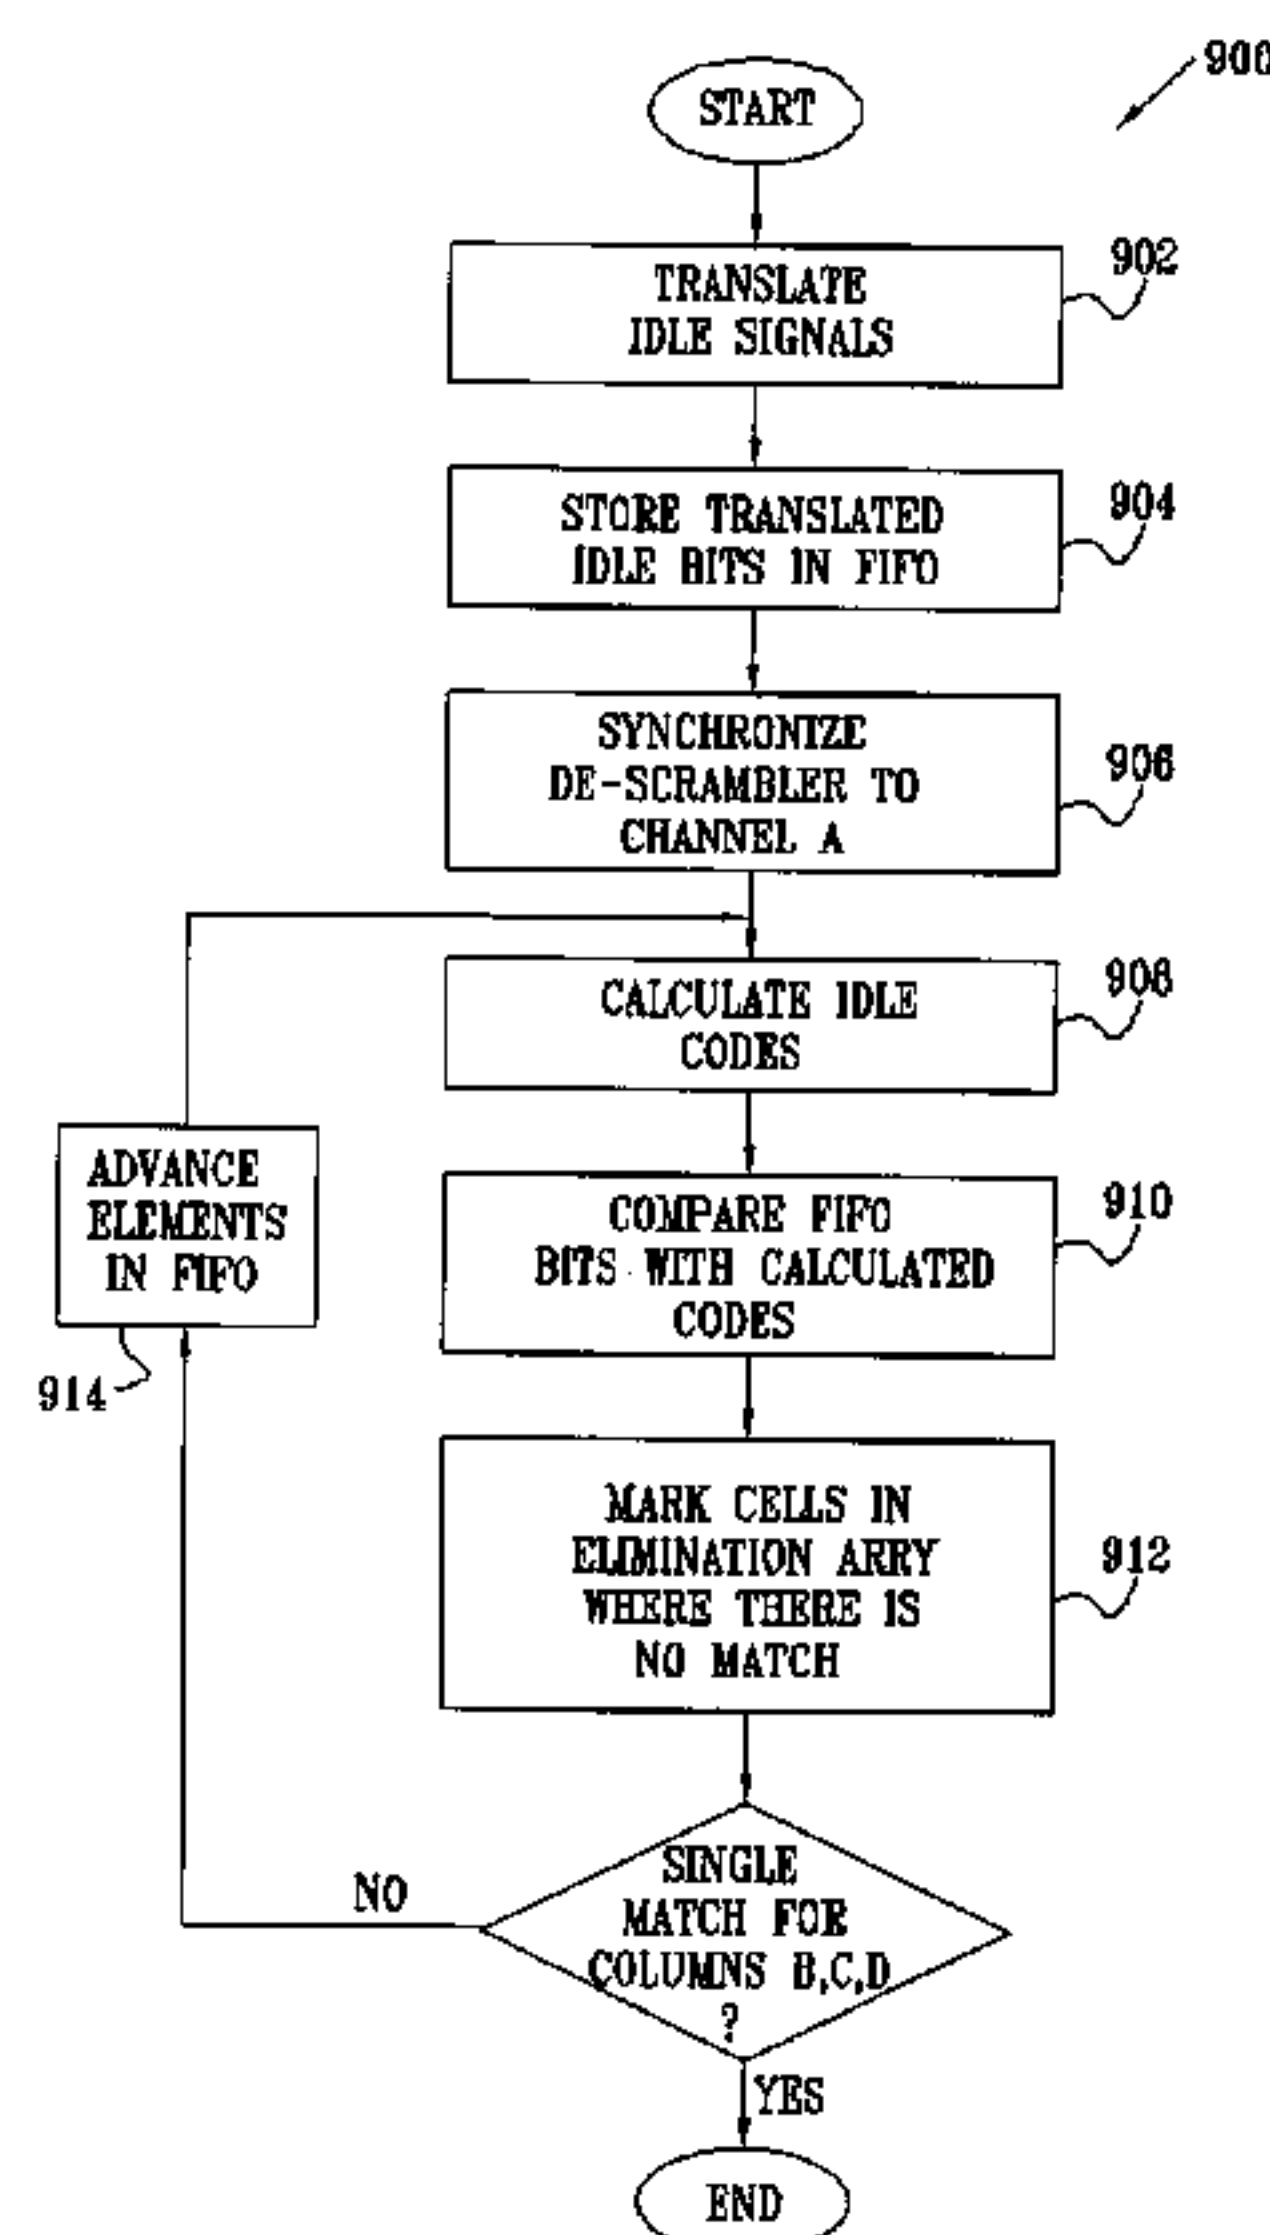 900
START
TRANSLATE
IDLE SIGNALS
902
STORE TRANSLATED
IDLE BITS IN FIFO
904
SYNCHRONIZE
DE-SCRAMBLER TO
CHANNEL A
906
CALCULATE IDLE
CODES
908
ADVANCE
ELEMENTS
IN FIFO
914
COMPARE FIFO
BITS WITH CALCULATED
CODES
910
MARK CELLS IN
ELIMINATION ARRY
WHERE THERE IS
NO MATCH
912
SINGLE
MATCH FOR
COLUMNS B,C,D
?
NO
YES
END